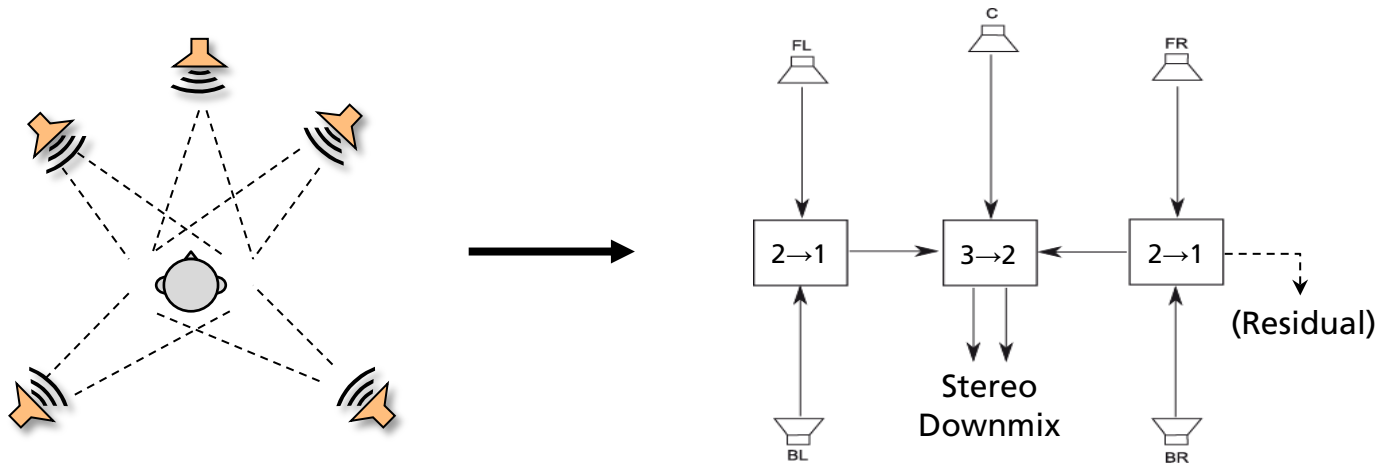 C
FL
FR
2→1
3→2
2→1
(Residual)
Stereo
Downmix
BL
BR